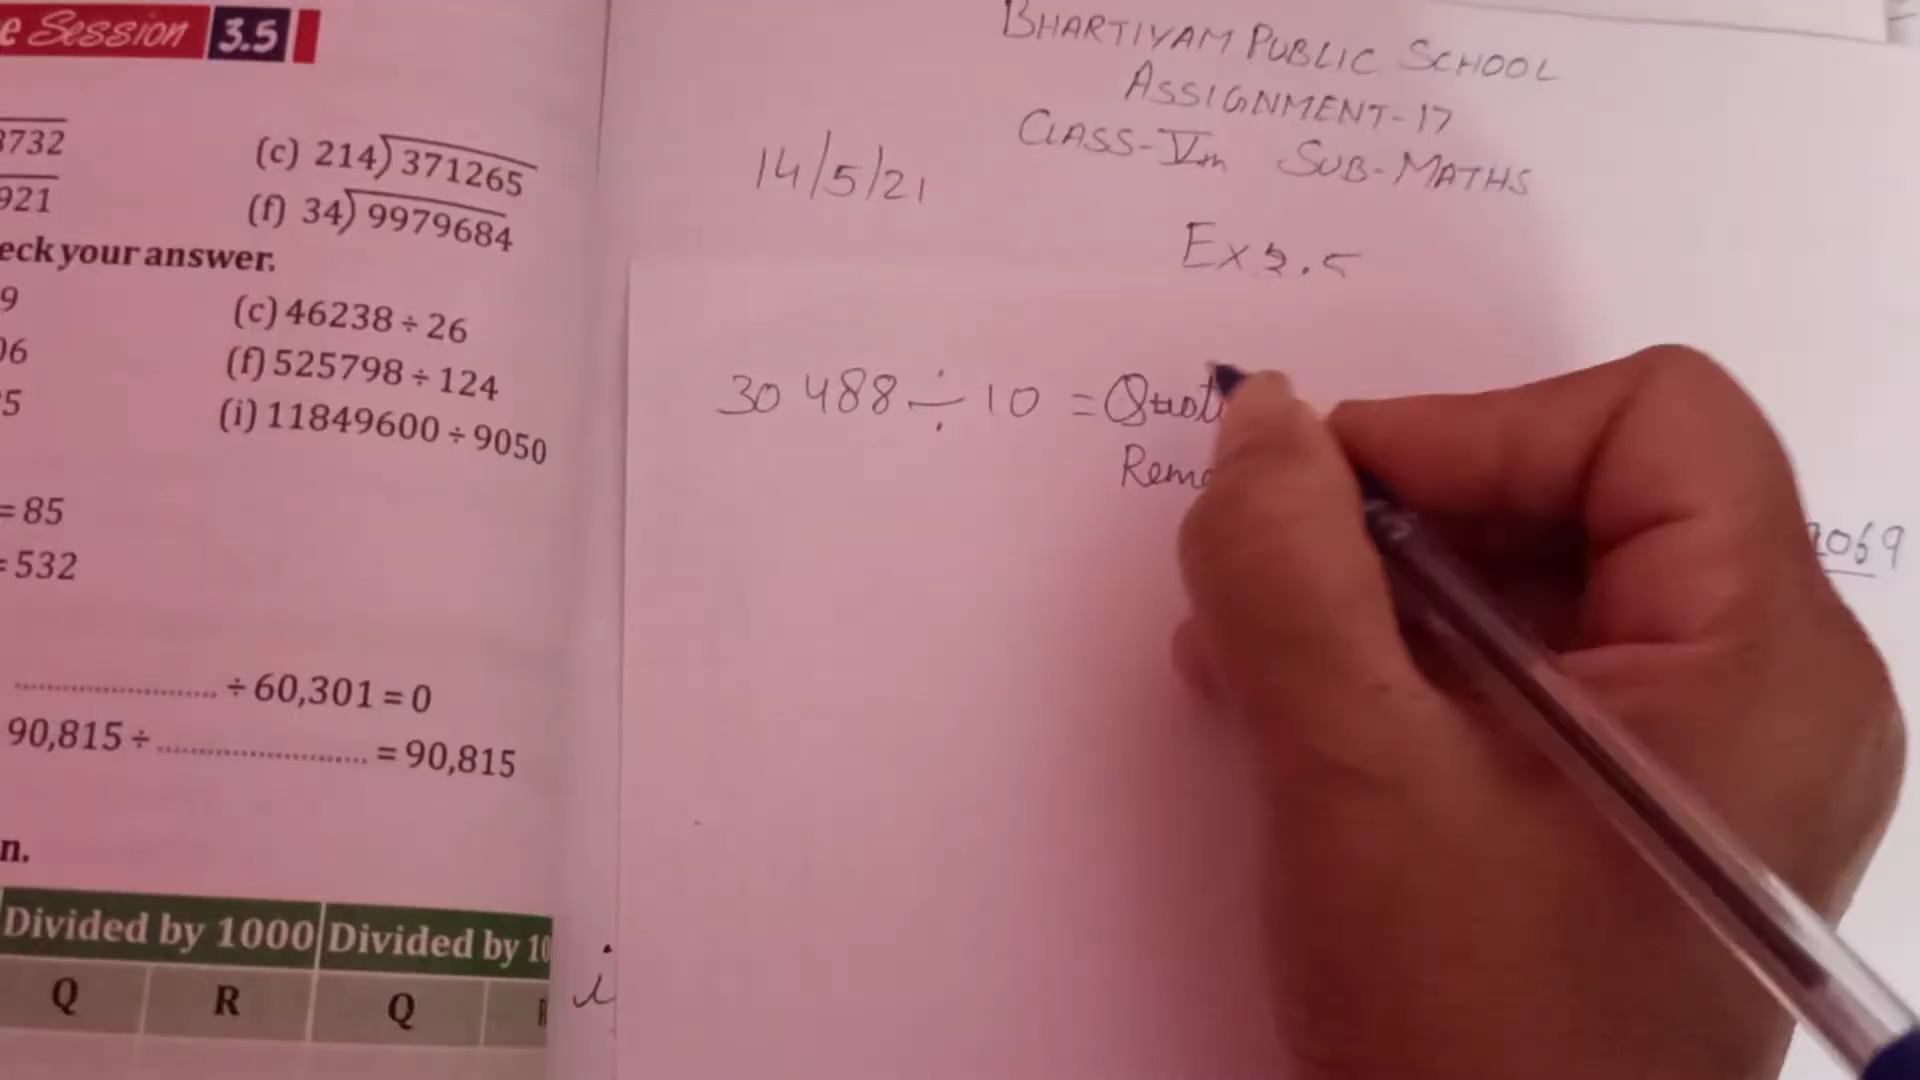 e Session 3.5
3732
(c) 214)371265
921
(f) 34)9979684
eck your answer.
9
(c) 46238 ÷ 26
06
(f) 525798 ÷ 124
5
(i) 11849600 ÷ 9050
= 85
= 532
÷ 60,301 = 0
90,815 ÷ = 90,815
n.
Divided by 1000 Divided by 10
Q R Q R
BHARTIYAM PUBLIC SCHOOL
ASSIGNMENT-17
CLASS-Vth SUB-MATHS
14/5/21
Ex 3.5
30488 ÷ 10 = Quoti
Rema
2069
i